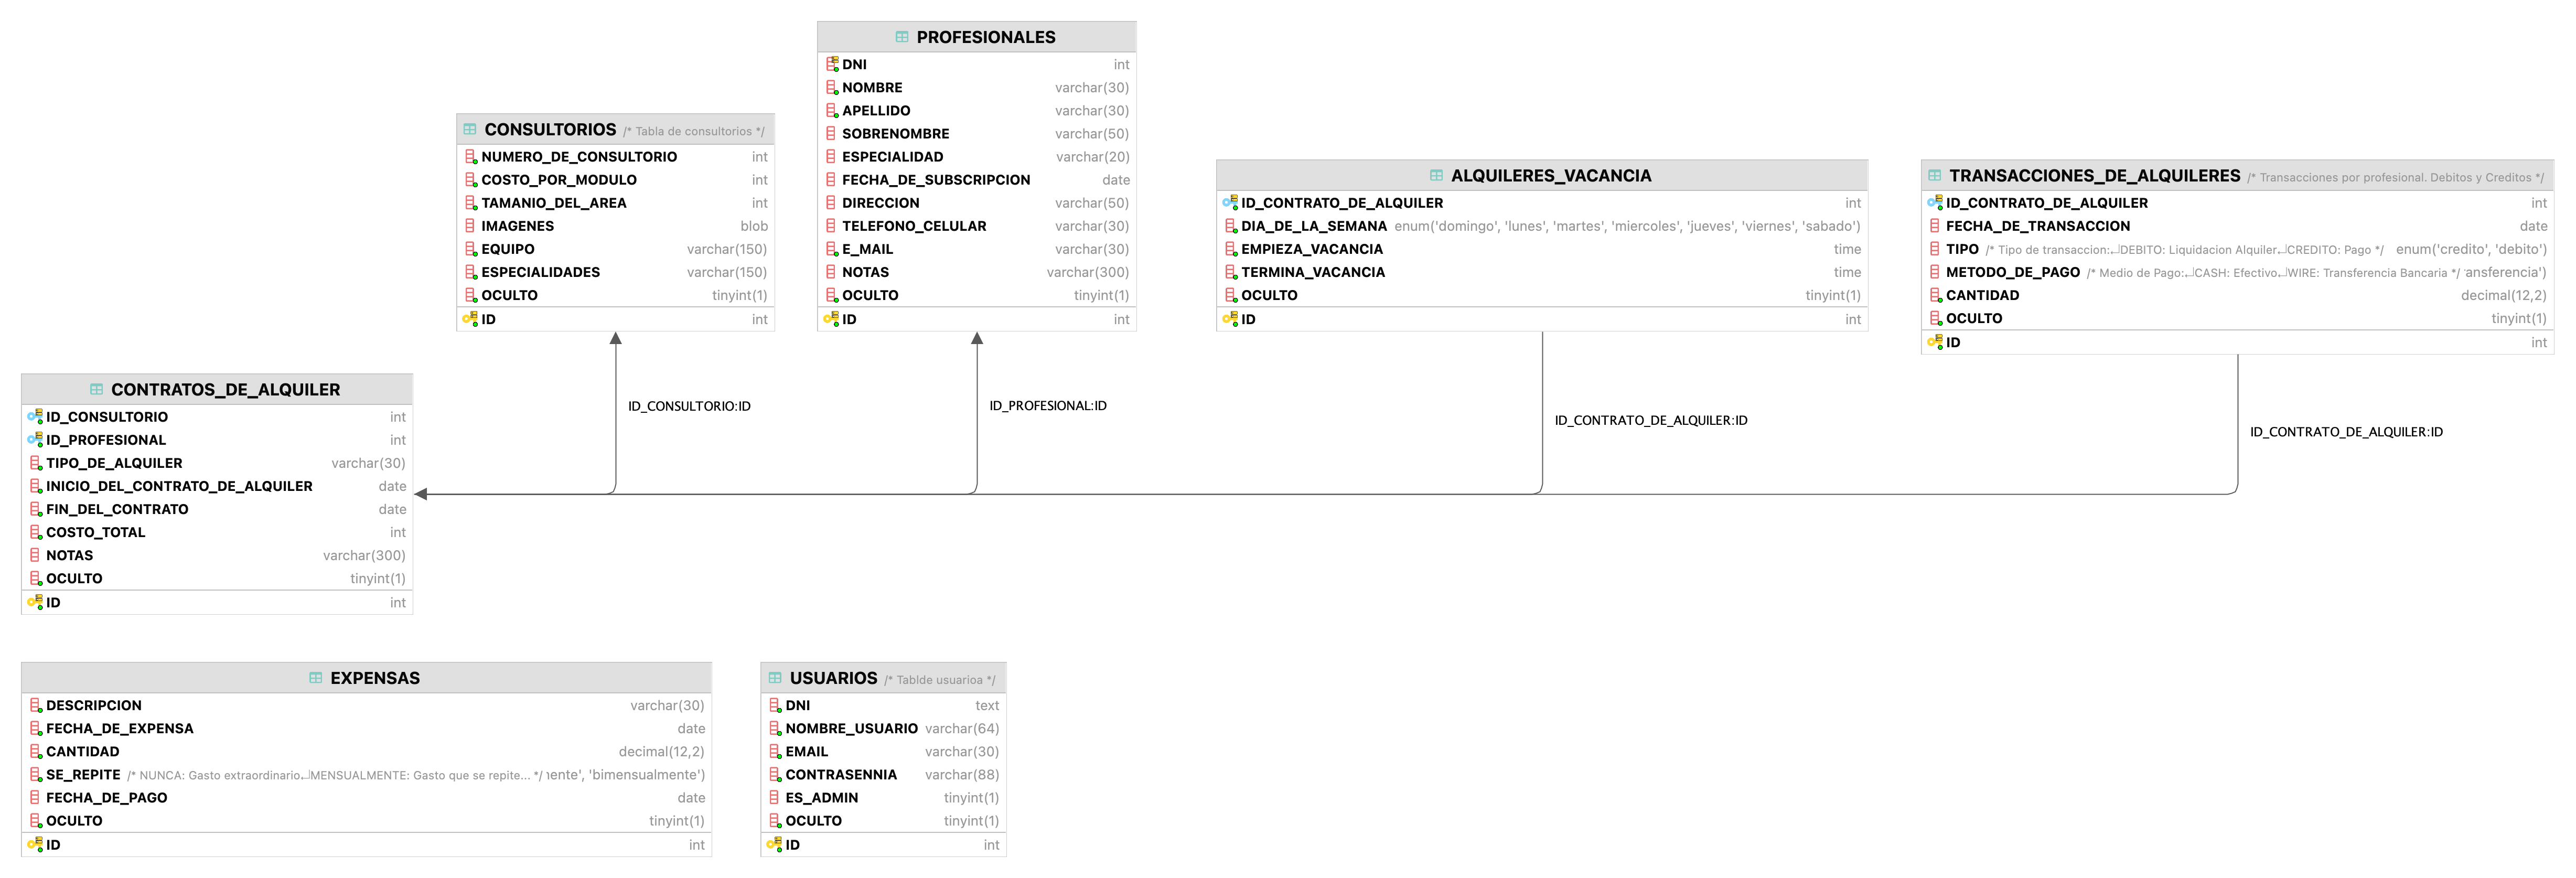 PROFESIONALES
DNI int
NOMBRE varchar(30)
APELLIDO varchar(30)
SOBRENOMBRE varchar(50)
ESPECIALIDAD varchar(20)
FECHA_DE_SUBSCRIPCION date
DIRECCION varchar(50)
TELEFONO_CELULAR varchar(30)
E_MAIL varchar(30)
NOTAS varchar(300)
OCULTO tinyint(1)
ID int
CONSULTORIOS /* Tabla de consultorios */
NUMERO_DE_CONSULTORIO int
COSTO_POR_MODULO int
TAMANIO_DEL_AREA int
IMAGENES blob
EQUIPO varchar(150)
ESPECIALIDADES varchar(150)
OCULTO tinyint(1)
ID int
ALQUILERES_VACANCIA
ID_CONTRATO_DE_ALQUILER int
DIA_DE_LA_SEMANA enum('domingo', 'lunes', 'martes', 'miercoles', 'jueves', 'viernes', 'sabado')
EMPIEZA_VACANCIA time
TERMINA_VACANCIA time
OCULTO tinyint(1)
ID int
TRANSACCIONES_DE_ALQUILERES /* Transacciones por profesional. Debitos y Creditos */
ID_CONTRATO_DE_ALQUILER int
FECHA_DE_TRANSACCION date
TIPO /* Tipo de transaccion:↵DEBITO: Liquidacion Alquiler↵CREDITO: Pago */ enum('credito', 'debito')
METODO_DE_PAGO /* Medio de Pago:↵CASH: Efectivo↵WIRE: Transferencia Bancaria */ ansferencia')
CANTIDAD decimal(12,2)
OCULTO tinyint(1)
ID int
CONTRATOS_DE_ALQUILER
ID_CONSULTORIO int
ID_PROFESIONAL int
TIPO_DE_ALQUILER varchar(30)
INICIO_DEL_CONTRATO_DE_ALQUILER date
FIN_DEL_CONTRATO date
COSTO_TOTAL int
NOTAS varchar(300)
OCULTO tinyint(1)
ID int
ID_CONSULTORIO:ID
ID_PROFESIONAL:ID
ID_CONTRATO_DE_ALQUILER:ID
ID_CONTRATO_DE_ALQUILER:ID
EXPENSAS
DESCRIPCION varchar(30)
FECHA_DE_EXPENSA date
CANTIDAD decimal(12,2)
SE_REPITE /* NUNCA: Gasto extraordinario↵MENSUALMENTE: Gasto que se repite... */ ente', 'bimensualmente')
FECHA_DE_PAGO date
OCULTO tinyint(1)
ID int
USUARIOS /* Tablde usuarioa */
DNI text
NOMBRE_USUARIO varchar(64)
EMAIL varchar(30)
CONTRASENNIA varchar(88)
ES_ADMIN tinyint(1)
OCULTO tinyint(1)
ID int